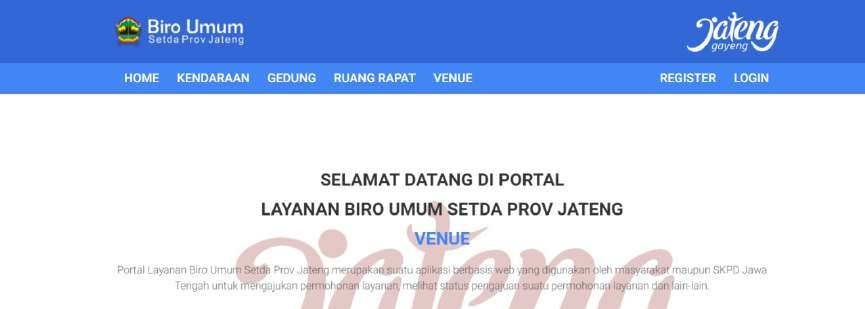 Biro Umum
Setda Prov Jateng
Jateng
gayeng
HOME KENDARAAN GEDUNG RUANG RAPAT VENUE REGISTER LOGIN
SELAMAT DATANG DI PORTAL
LAYANAN BIRO UMUM SETDA PROV JATENG
VENUE
Jateng
Portal Layanan Biro Umum Setda Prov Jateng merupakan suatu aplikasi berbasis web yang digunakan oleh masyarakat maupun SKPD Jawa
Tengah untuk mengajukan permohonan layanan, melihat status pengajuan suatu permohonan layanan dan lain-lain.